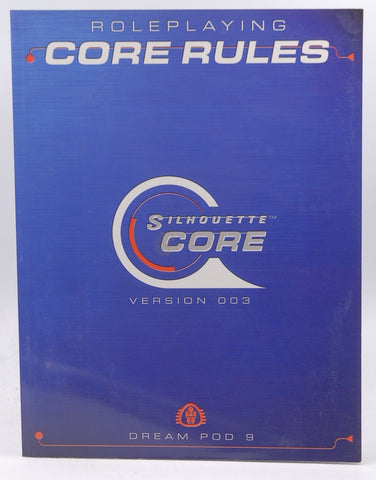 ROLEPLAYING
CORE RULES
SILHOUETTE™
CORE
VERSION 003
DREAM POD 9